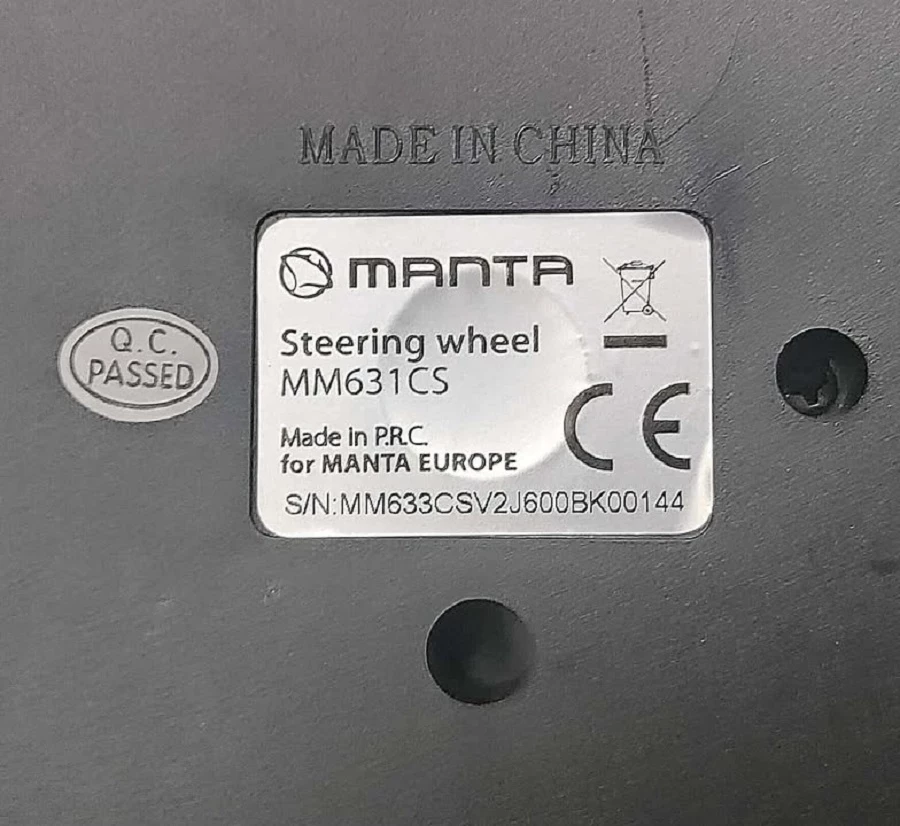 MADE IN CHINA
MANTA
Steering wheel
MM631CS
Made in P.R.C.
for MANTA EUROPE
CE
S/N:MM633CSV2J600BK00144
Q.C.
PASSED